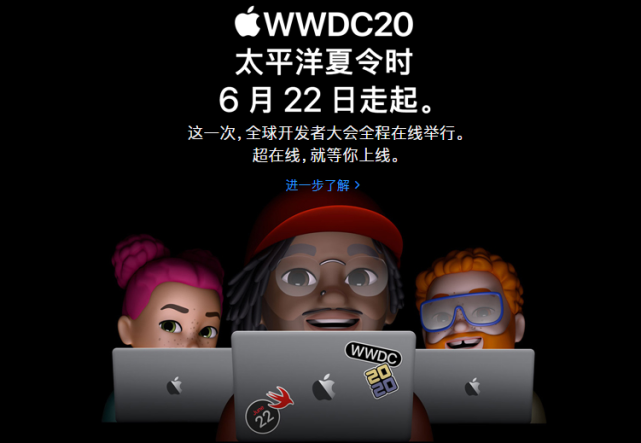 WWDC20
太平洋夏令时
6 月 22 日走起。
这一次，全球开发者大会全程在线举行。
超在线，就等你上线。
进一步了解 >
WWDC
20
20
June
22